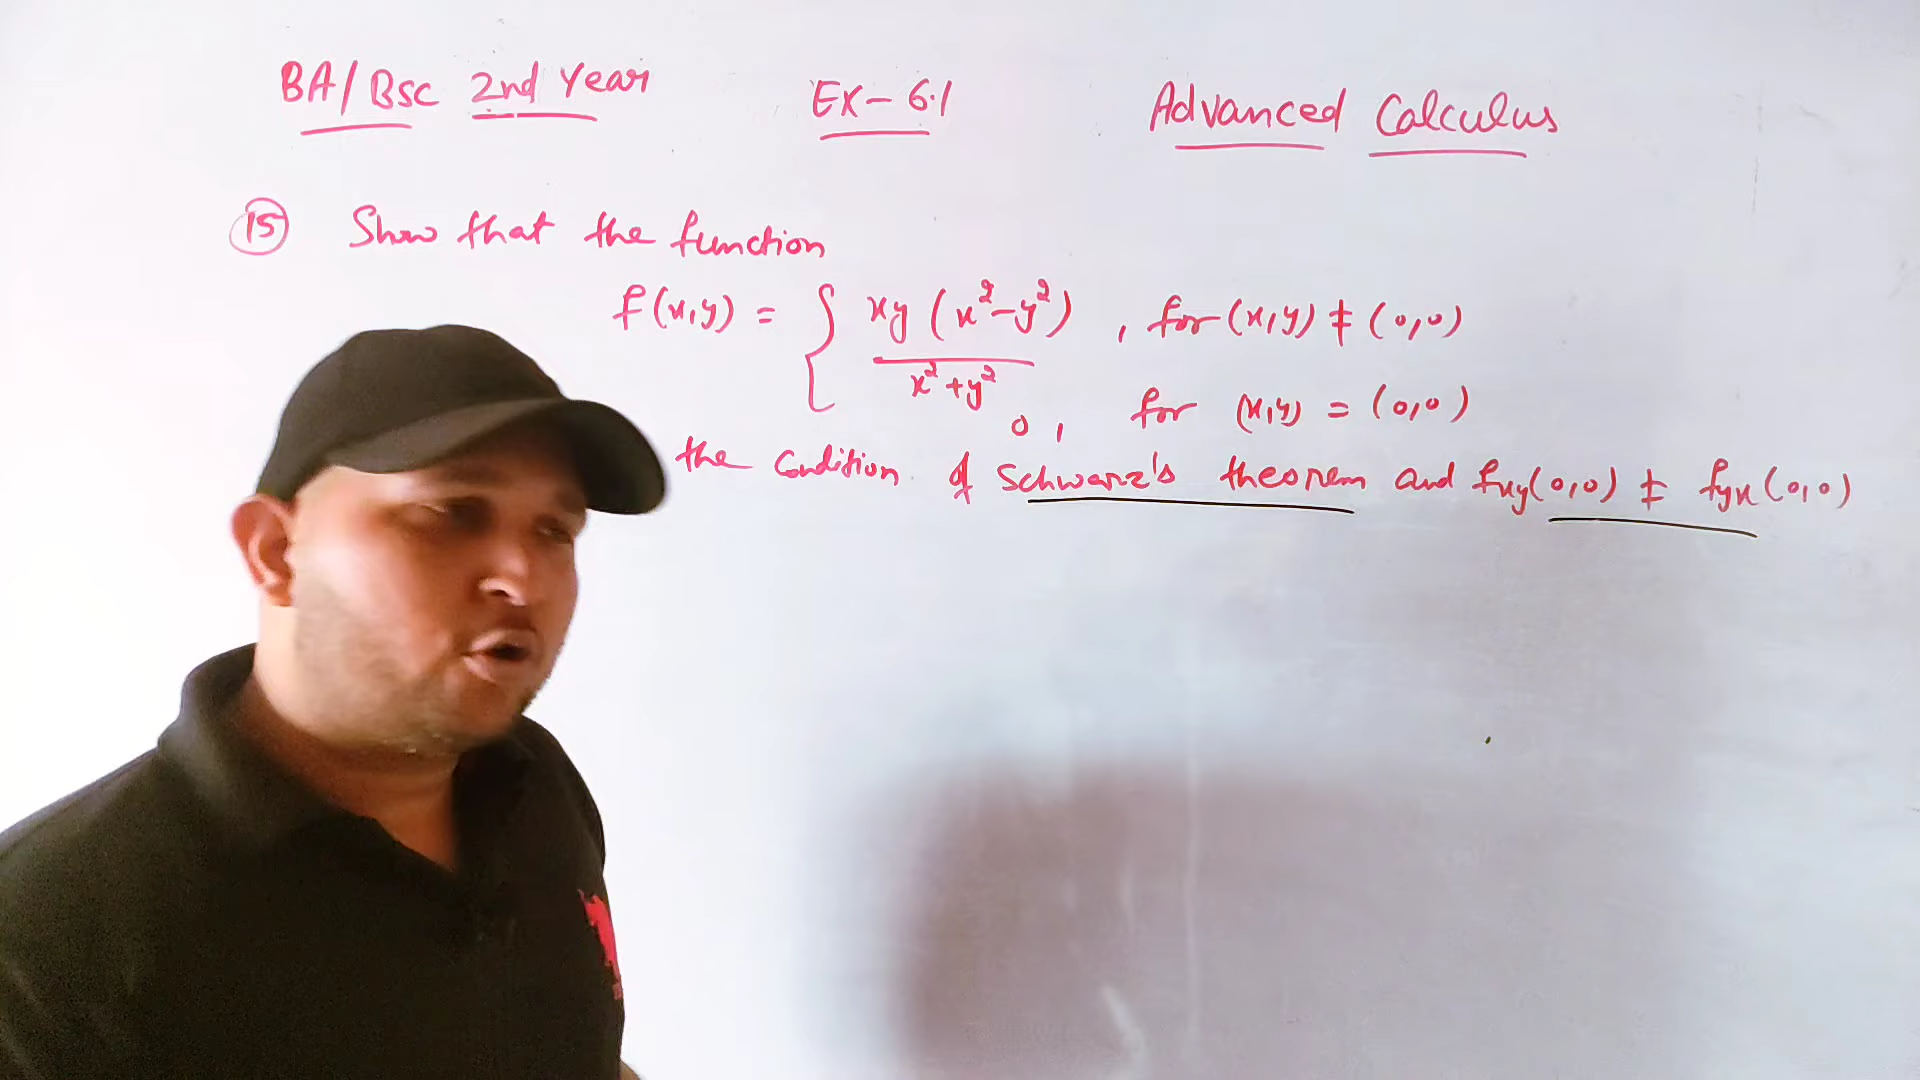 BA/BSc 2nd Year EX-6.1 Advanced Calculus
15 Show that the function
f(x,y) = { xy(x²-y²) / x²+y² , for (x,y) ≠ (0,0)
0, for (x,y) = (0,0)
the Condition of Schwarz's theorem and fxy(0,0) ≠ fyx(0,0)